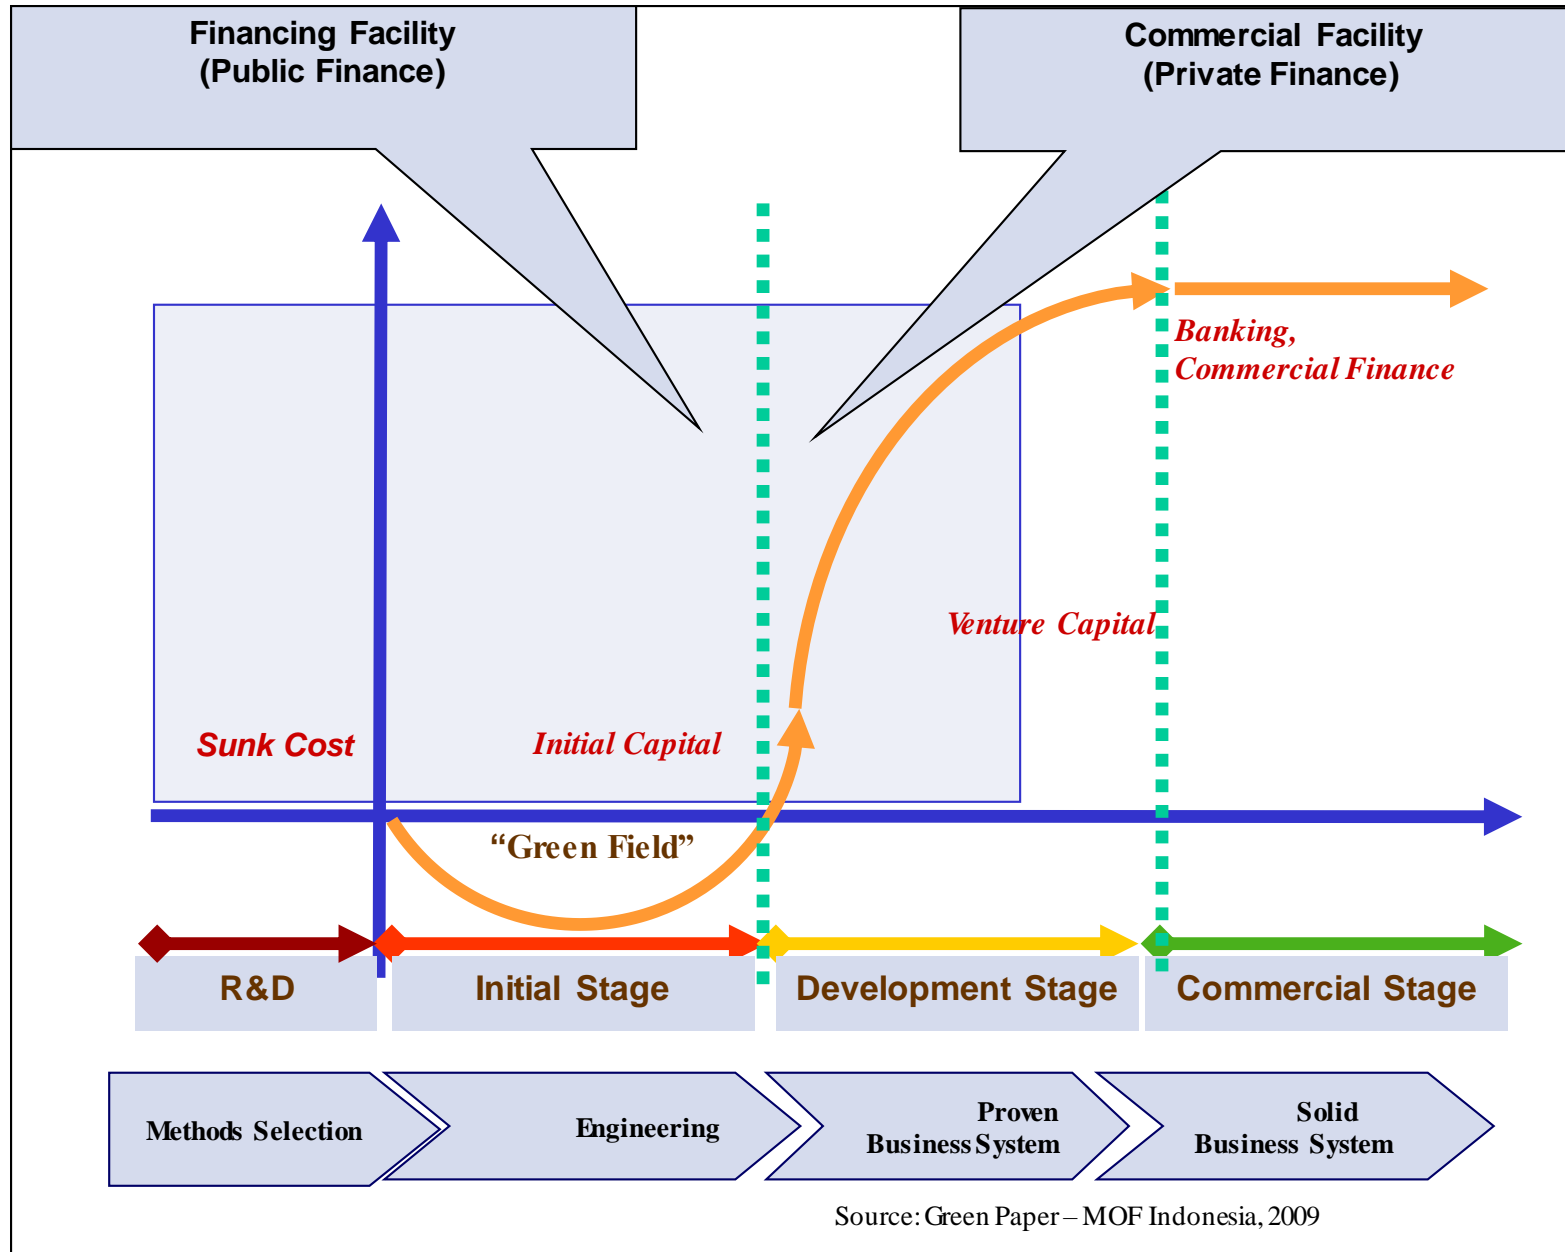 Financing Facility
(Public Finance)
Commercial Facility
(Private Finance)
Banking,
Commercial Finance
Venture Capital
Sunk Cost
Initial Capital
“Green Field”
R&D
Initial Stage
Development Stage
Commercial Stage
Methods Selection
Engineering
Proven
Business System
Solid
Business System
Source: Green Paper – MOF Indonesia, 2009